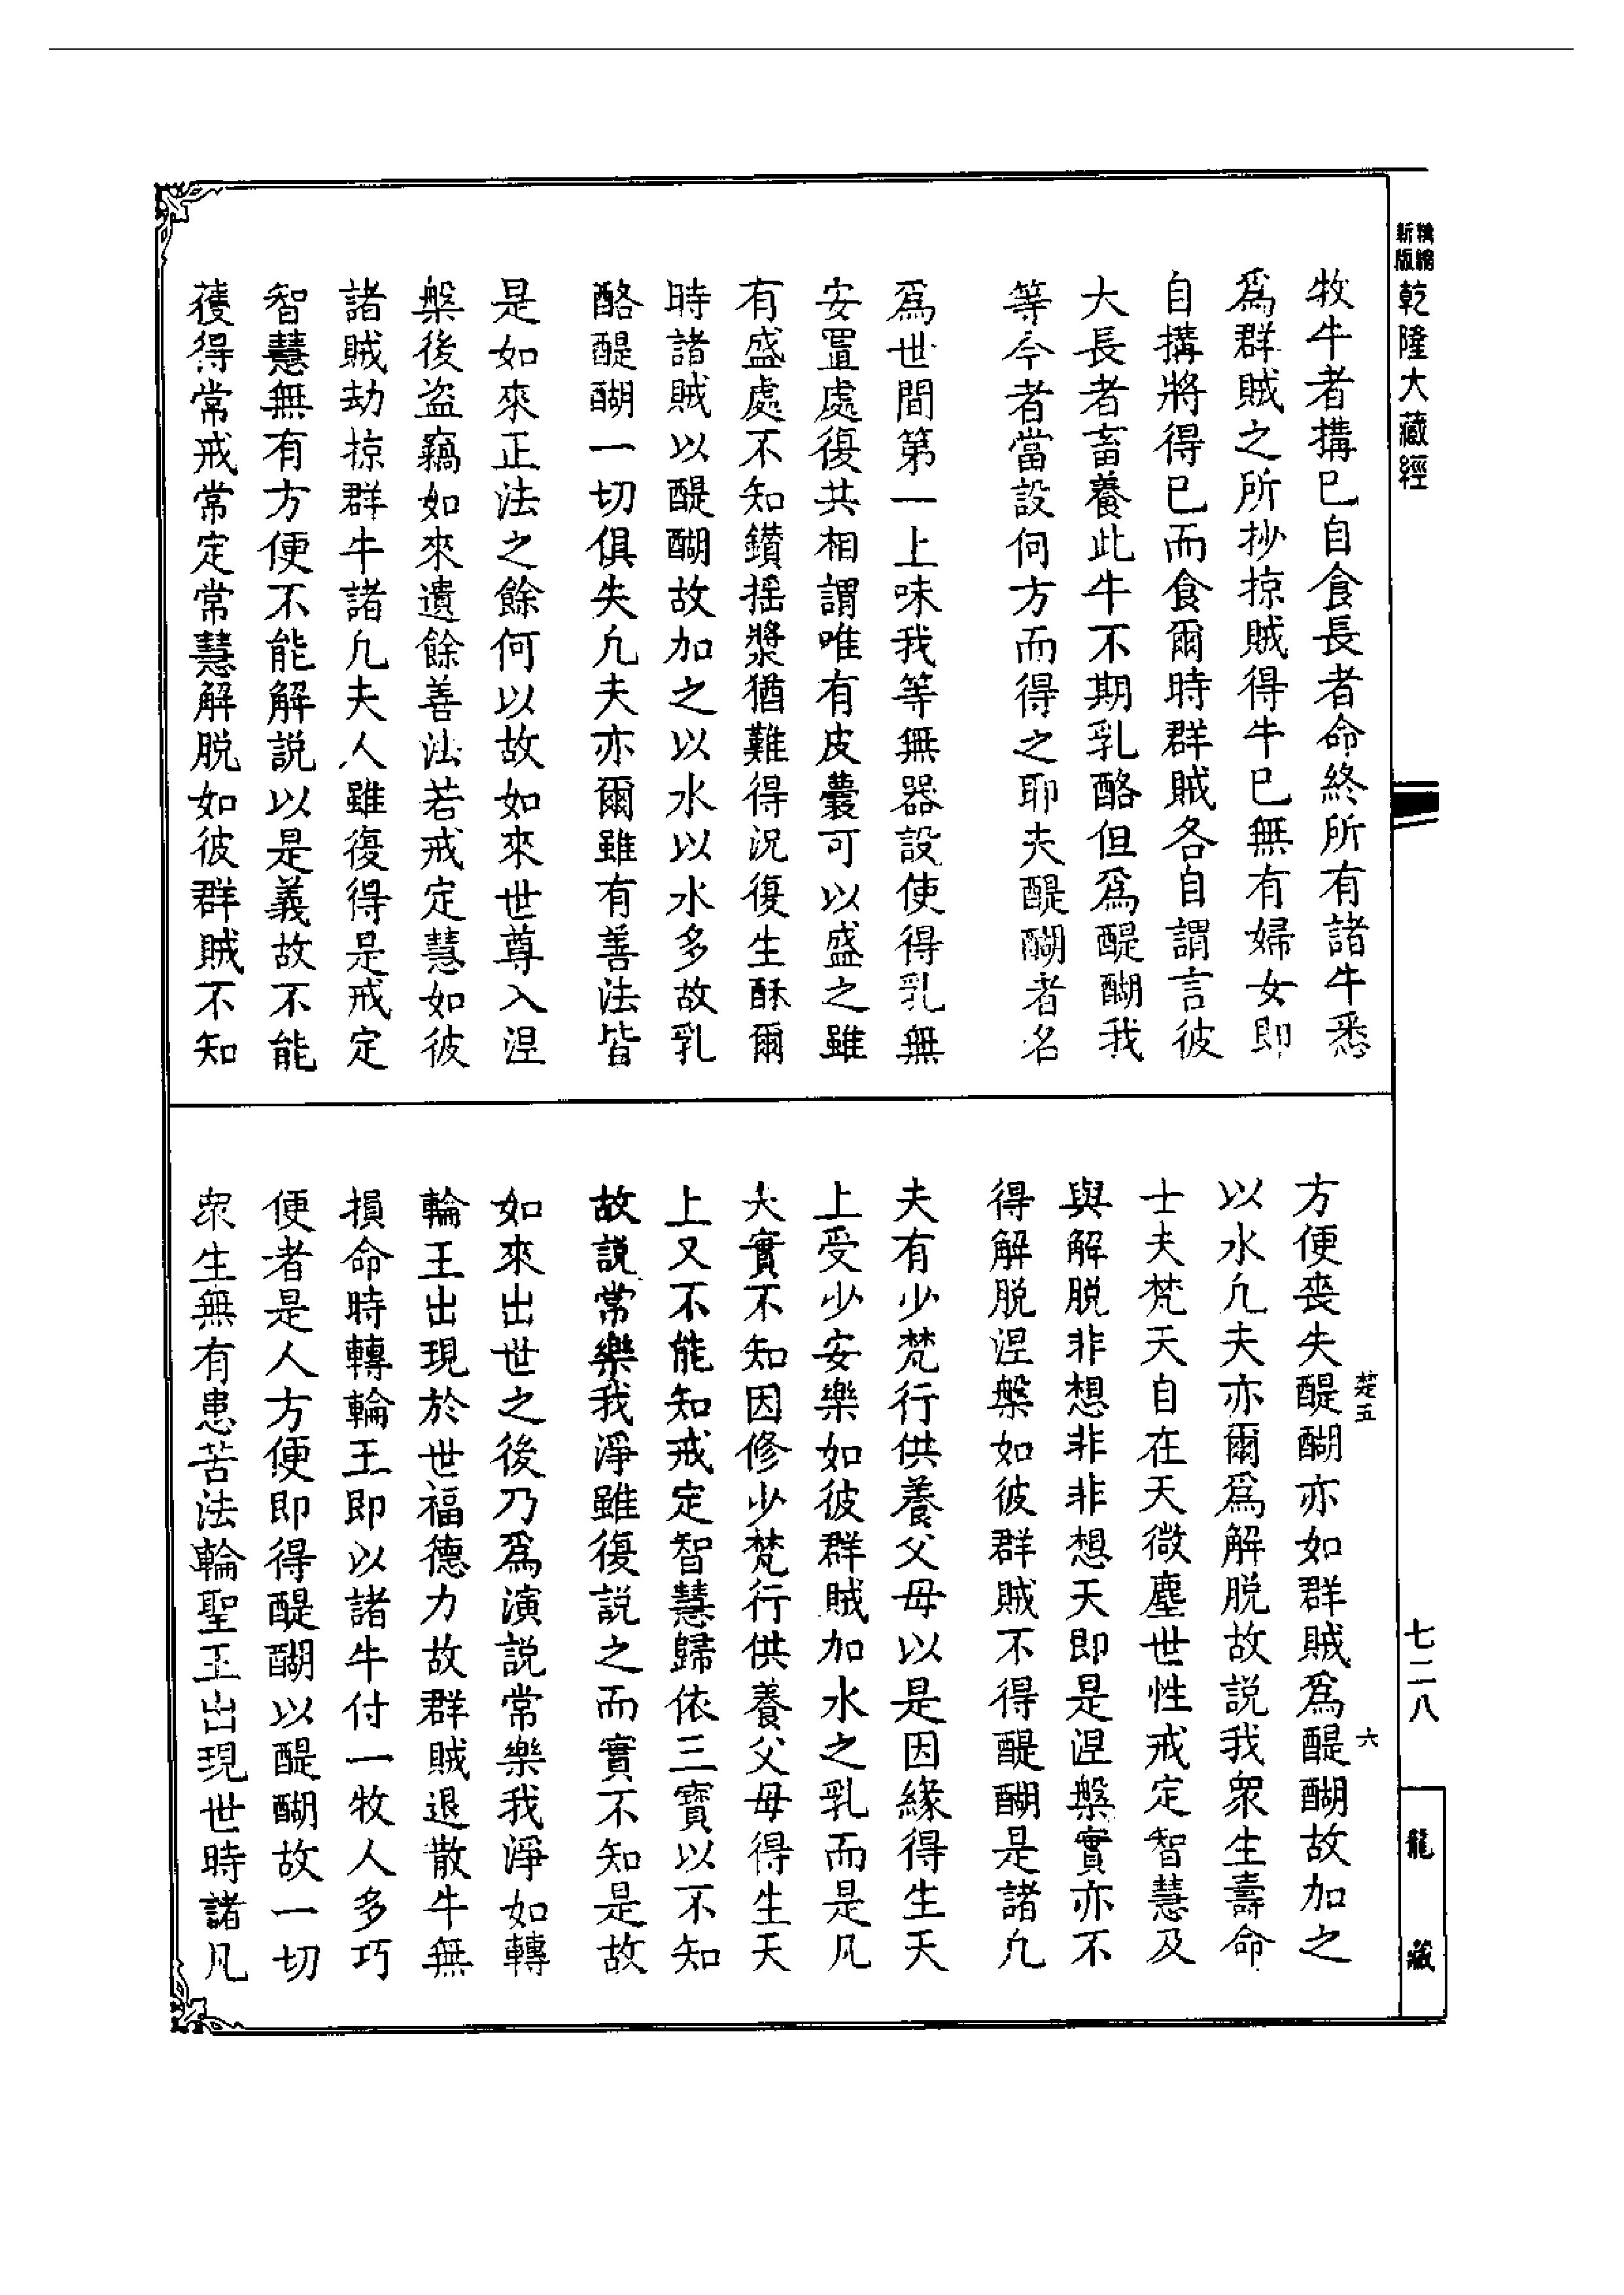 精縮
新版
乾隆大藏經
牧牛者搆已自食長者命終所有諸牛悉
爲群賊之所抄掠賊得牛已無有婦女即
自搆將得已而食爾時群賊各自謂言彼
大長者畜養此牛不期乳酪但爲醍醐我
等今者當設何方而得之耶夫醍醐者名
爲世間第一上味我等無器設使得乳無
安置處復共相謂唯有皮囊可以盛之雖
有盛處不知鑽搖漿猶難得況復生酥爾
時諸賊以醍醐故加之以水以水多故乳
酪醍醐一切俱失凢夫亦爾雖有善法皆
是如來正法之餘何以故如來世尊入涅
槃後盜竊如來遺餘善法若戒定慧如彼
諸賊劫掠群牛諸凢夫人雖復得是戒定
智慧無有方便不能解説以是義故不能
獲得常戒常定常慧解脱如彼群賊不知
方便喪失醍醐亦如群賊爲醍醐故加之
以水凢夫亦爾爲解脱故説我衆生壽命
士夫梵天自在天微塵世性戒定智慧及
與解脱非想非非想天即是涅槃實亦不
得解脱涅槃如彼群賊不得醍醐是諸凢
夫有少梵行供養父母以是因緣得生天
上受少安樂如彼群賊加水之乳而是凡
夫實不知因修少梵行供養父母得生天
上又不能知戒定智慧歸依三寶以不知
故説常樂我淨雖復説之而實不知是故
如來出世之後乃爲演説常樂我淨如轉
輪王出現於世福德力故群賊退散牛無
損命時轉輪王即以諸牛付一牧人多巧
便者是人方便即得醍醐以醍醐故一切
衆生無有患苦法輪聖王出現世時諸凡
楚五
六
七二八
龍藏